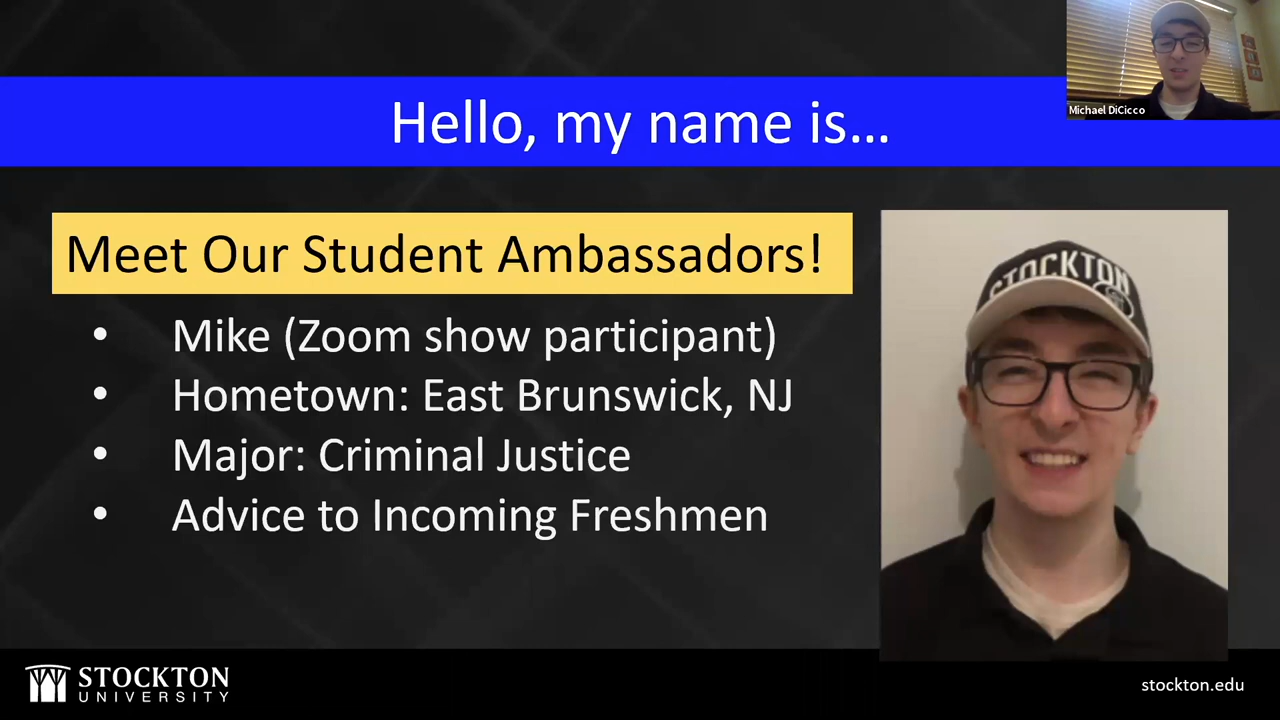 Hello, my name is…
Michael DiCicco
Meet Our Student Ambassadors!
• Mike (Zoom show participant)
• Hometown: East Brunswick, NJ
• Major: Criminal Justice
• Advice to Incoming Freshmen
STOCKTON
STOCKTON
UNIVERSITY
stockton.edu